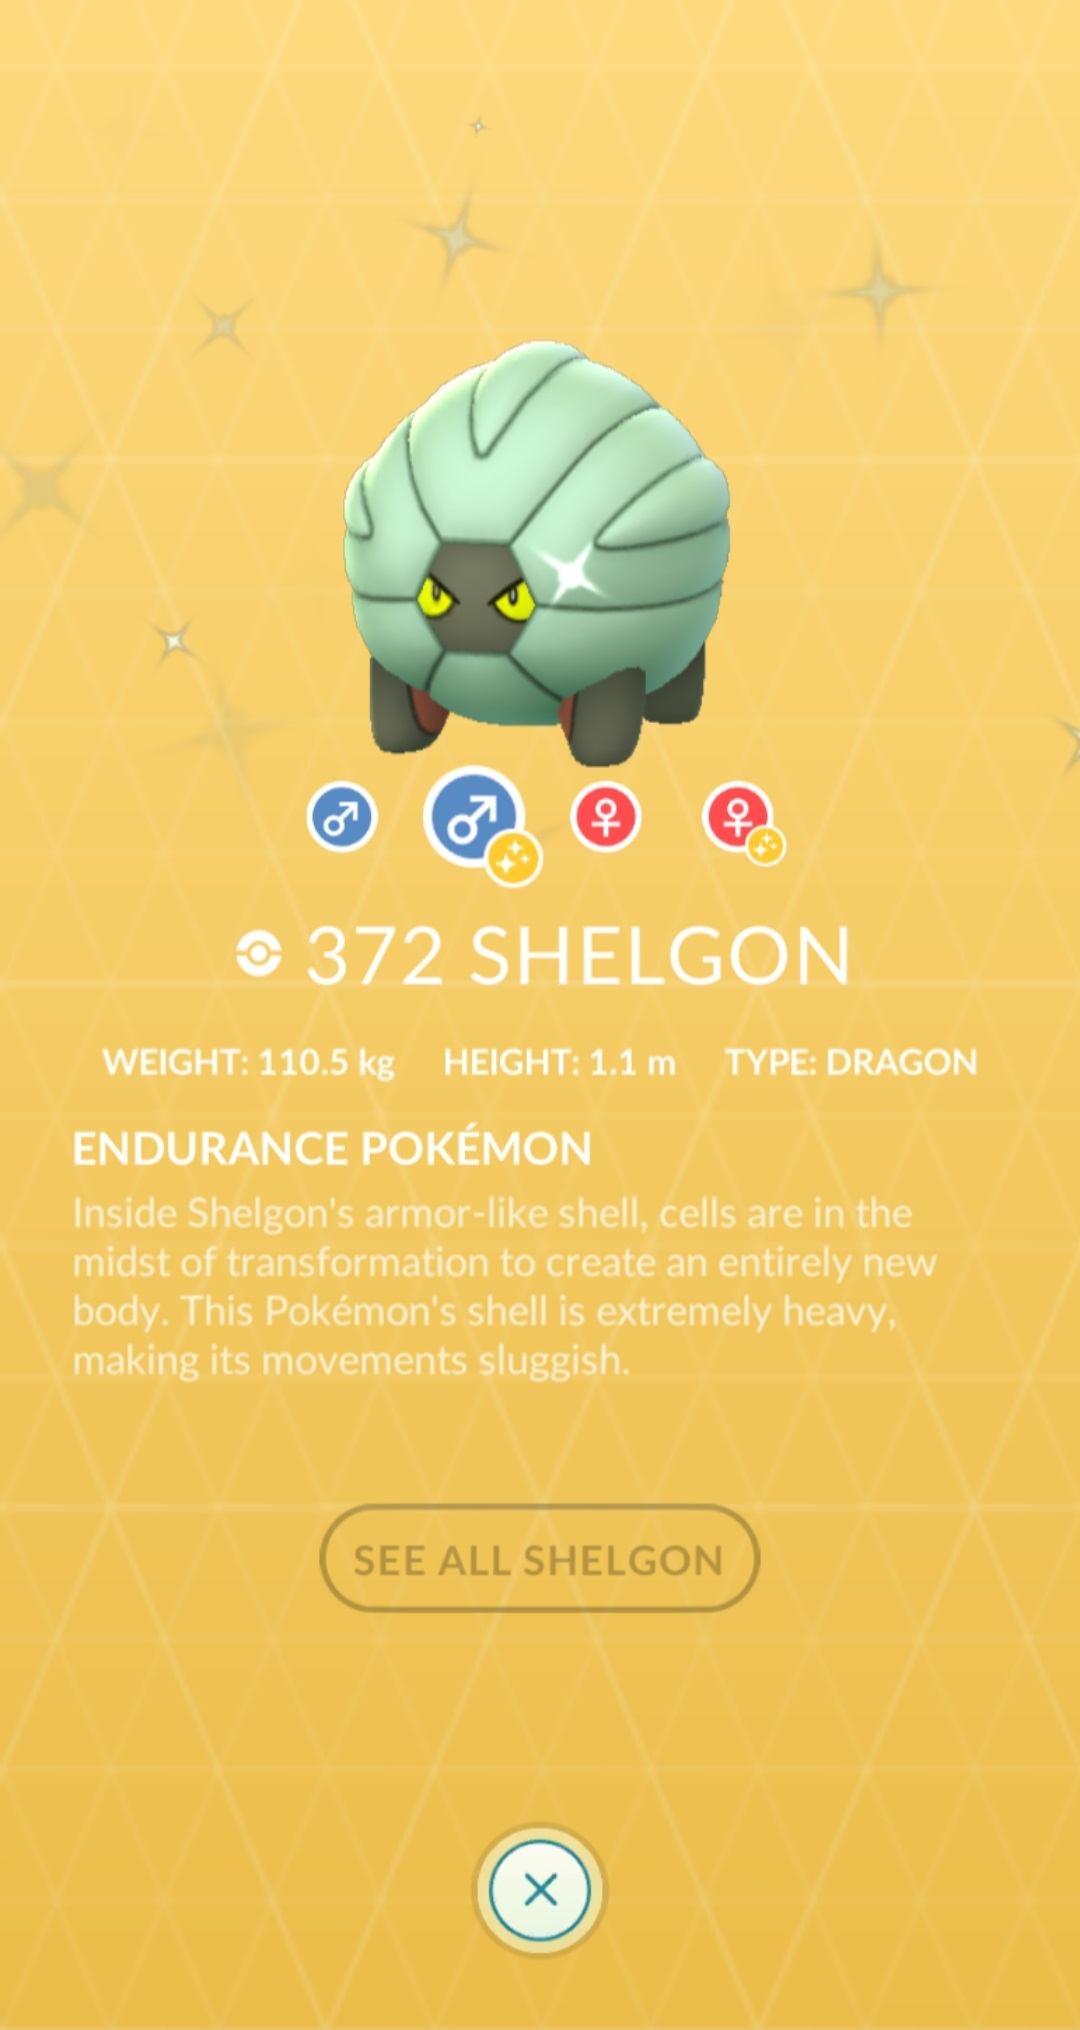 372 SHELGON
WEIGHT: 110.5 kg HEIGHT: 1.1 m TYPE: DRAGON
ENDURANCE POKÉMON
Inside Shelgon's armor-like shell, cells are in the
midst of transformation to create an entirely new
body. This Pokémon's shell is extremely heavy,
making its movements sluggish.
SEE ALL SHELGON